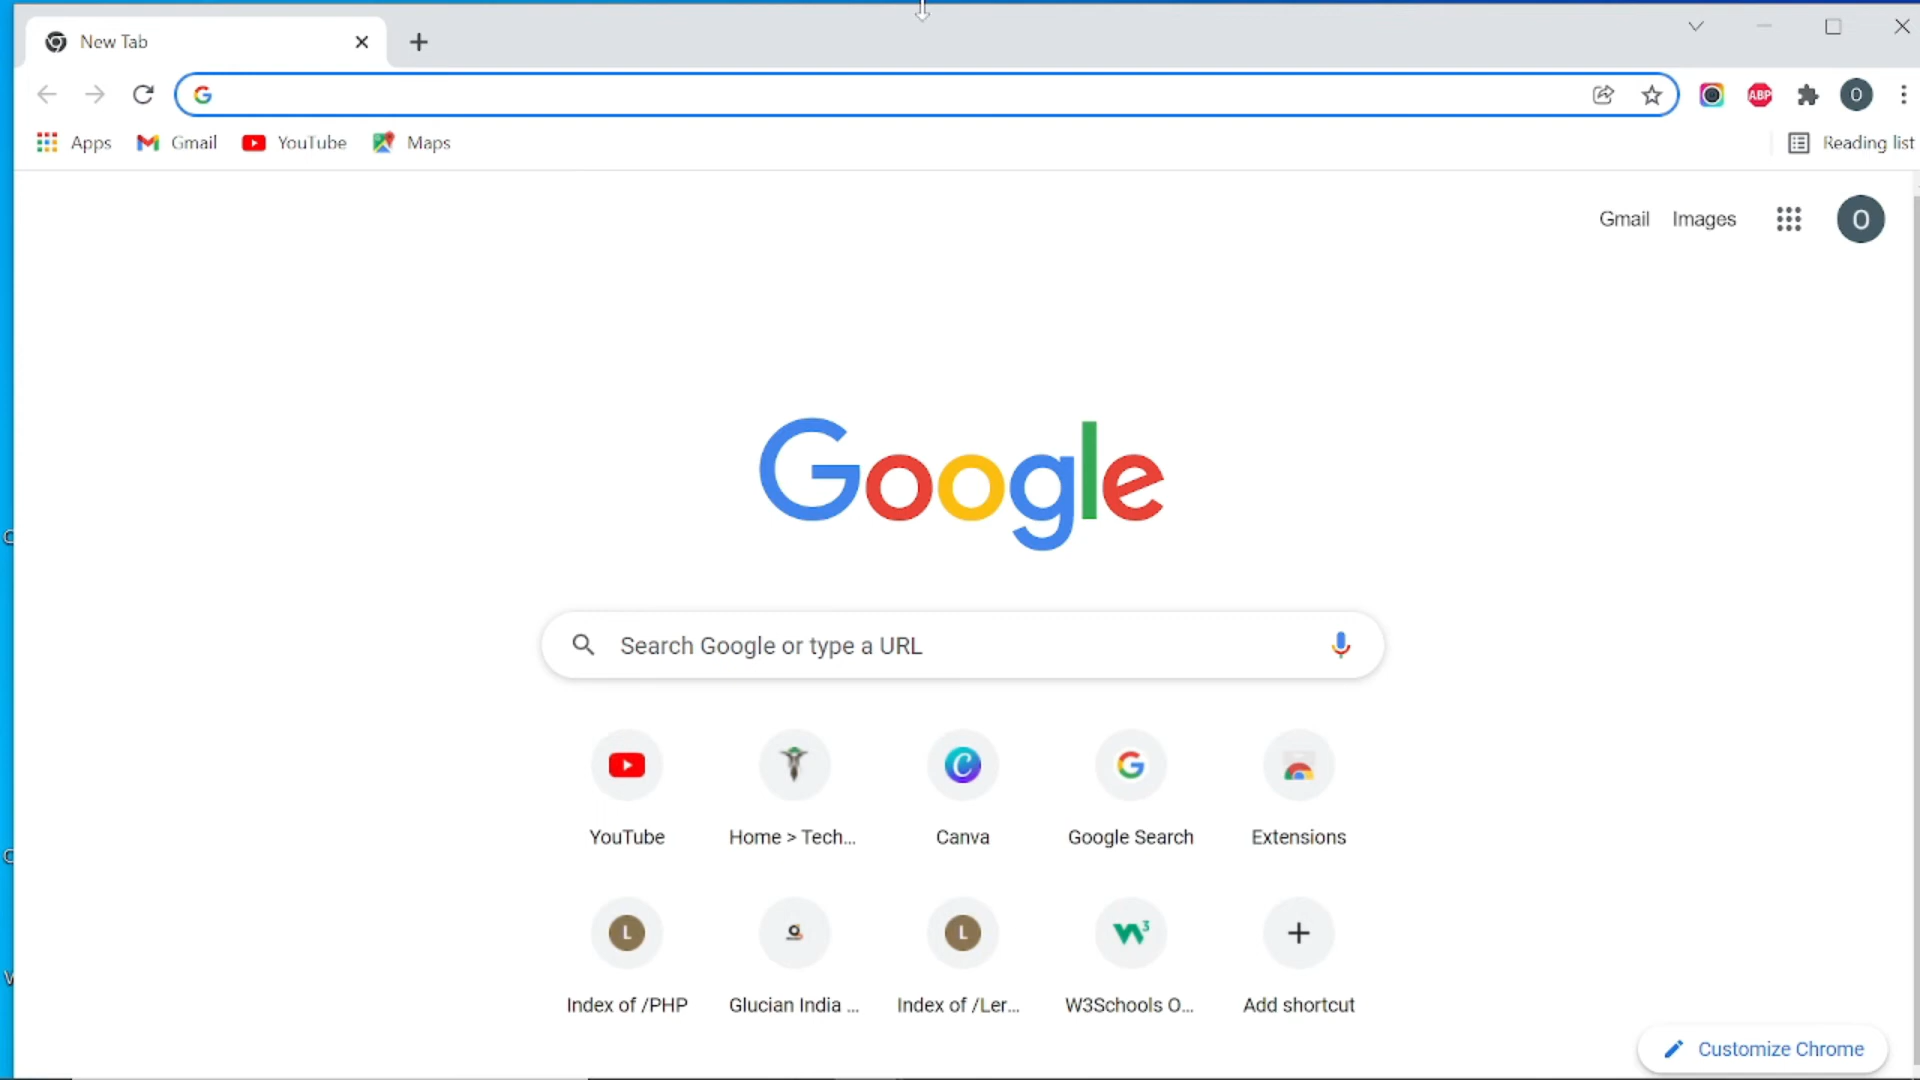 New Tab
ABP
O
Apps
Gmail
YouTube
Maps
Reading list
Gmail
Images
O
Google
Search Google or type a URL
YouTube
Home > Tech...
Canva
Google Search
Extensions
L
L
Index of /PHP
Glucian India ...
Index of /Ler...
W3Schools O...
Add shortcut
Customize Chrome